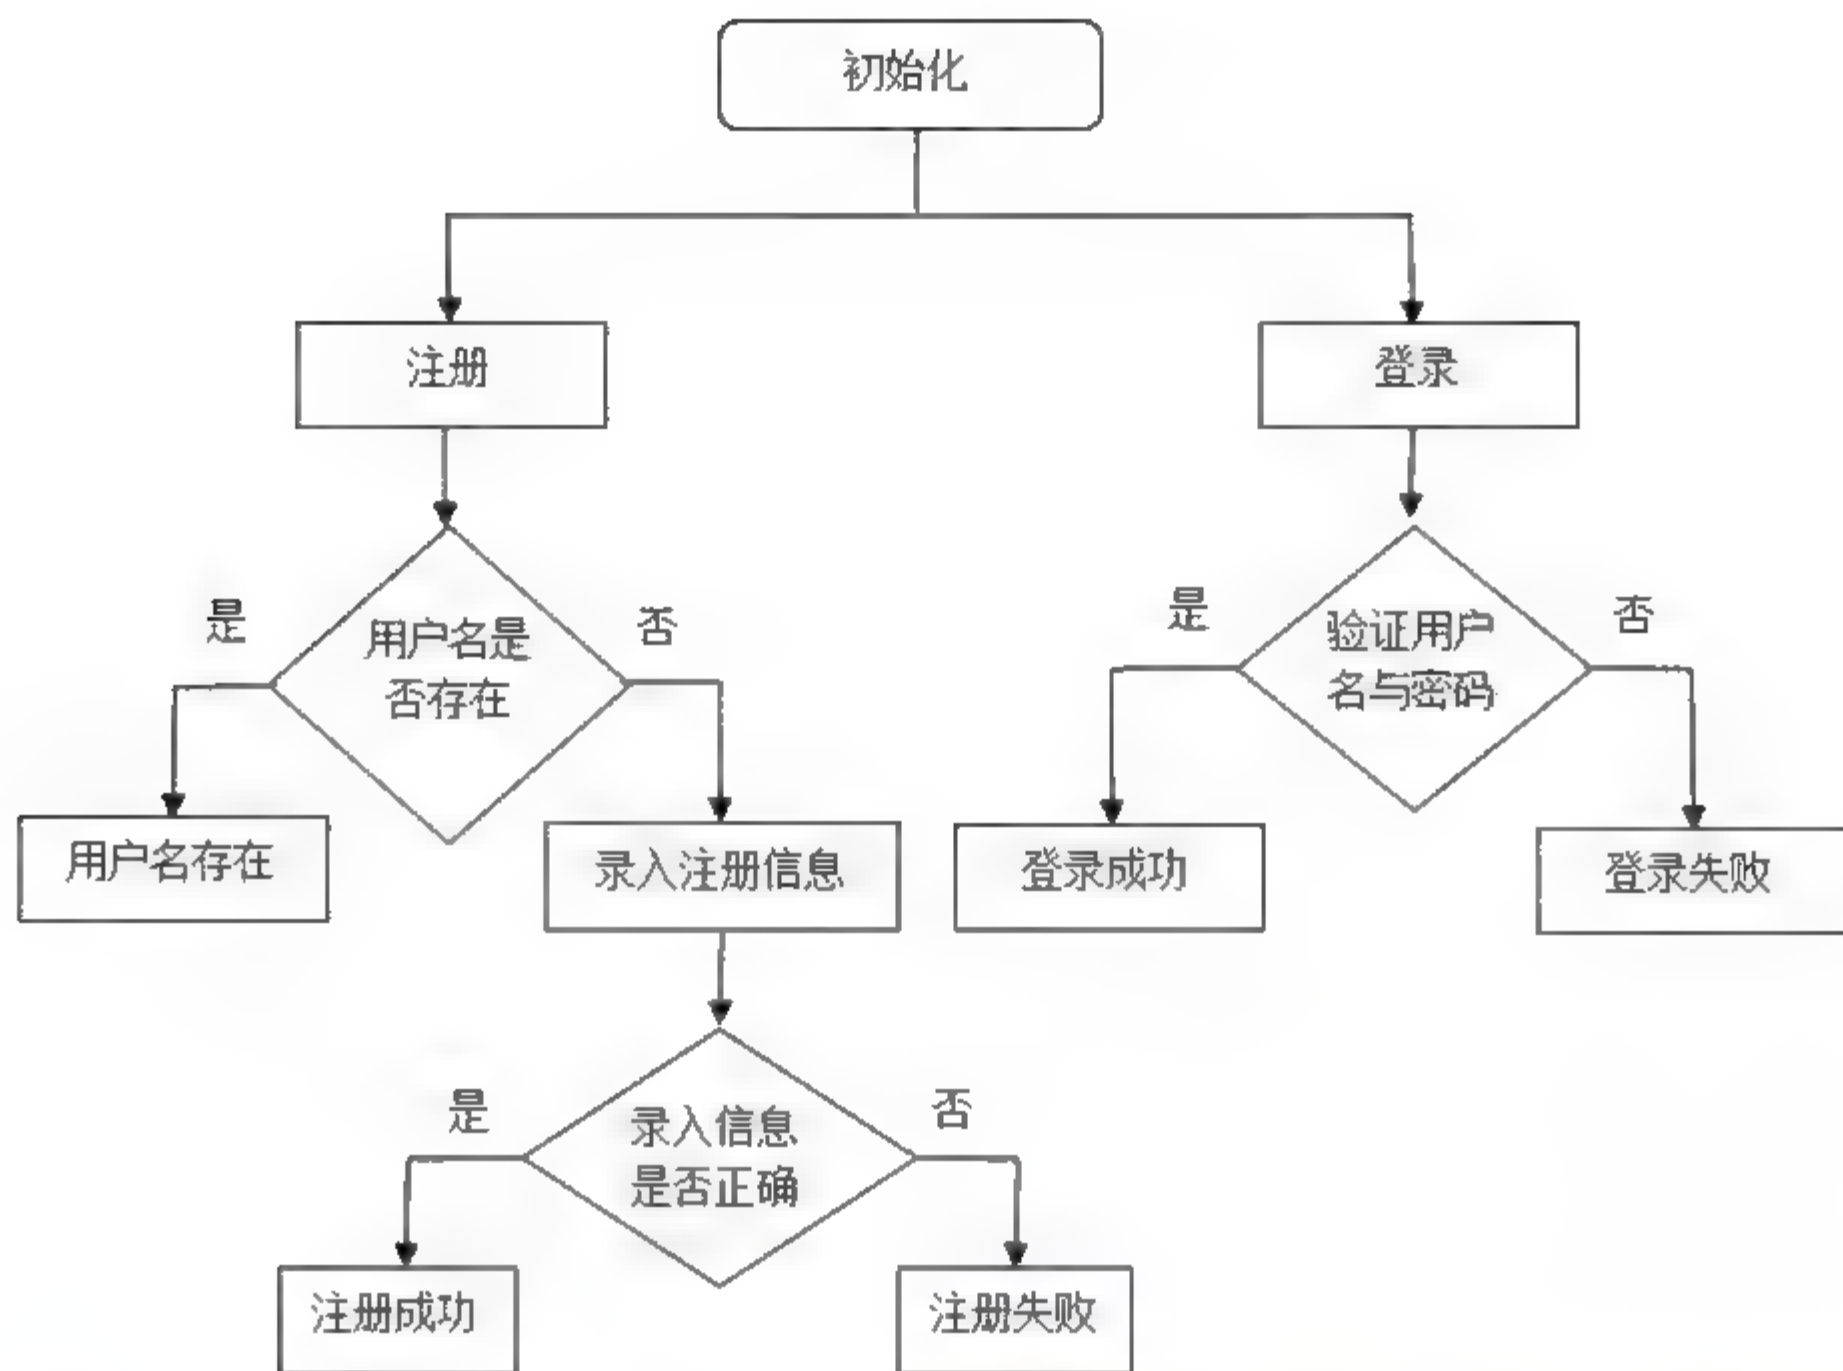 初始化
注册
登录
是
用户名是
否存在
否
是
验证用户
名与密码
否
用户名存在
录入注册信息
登录成功
登录失败
是
录入信息
是否正确
否
注册成功
注册失败